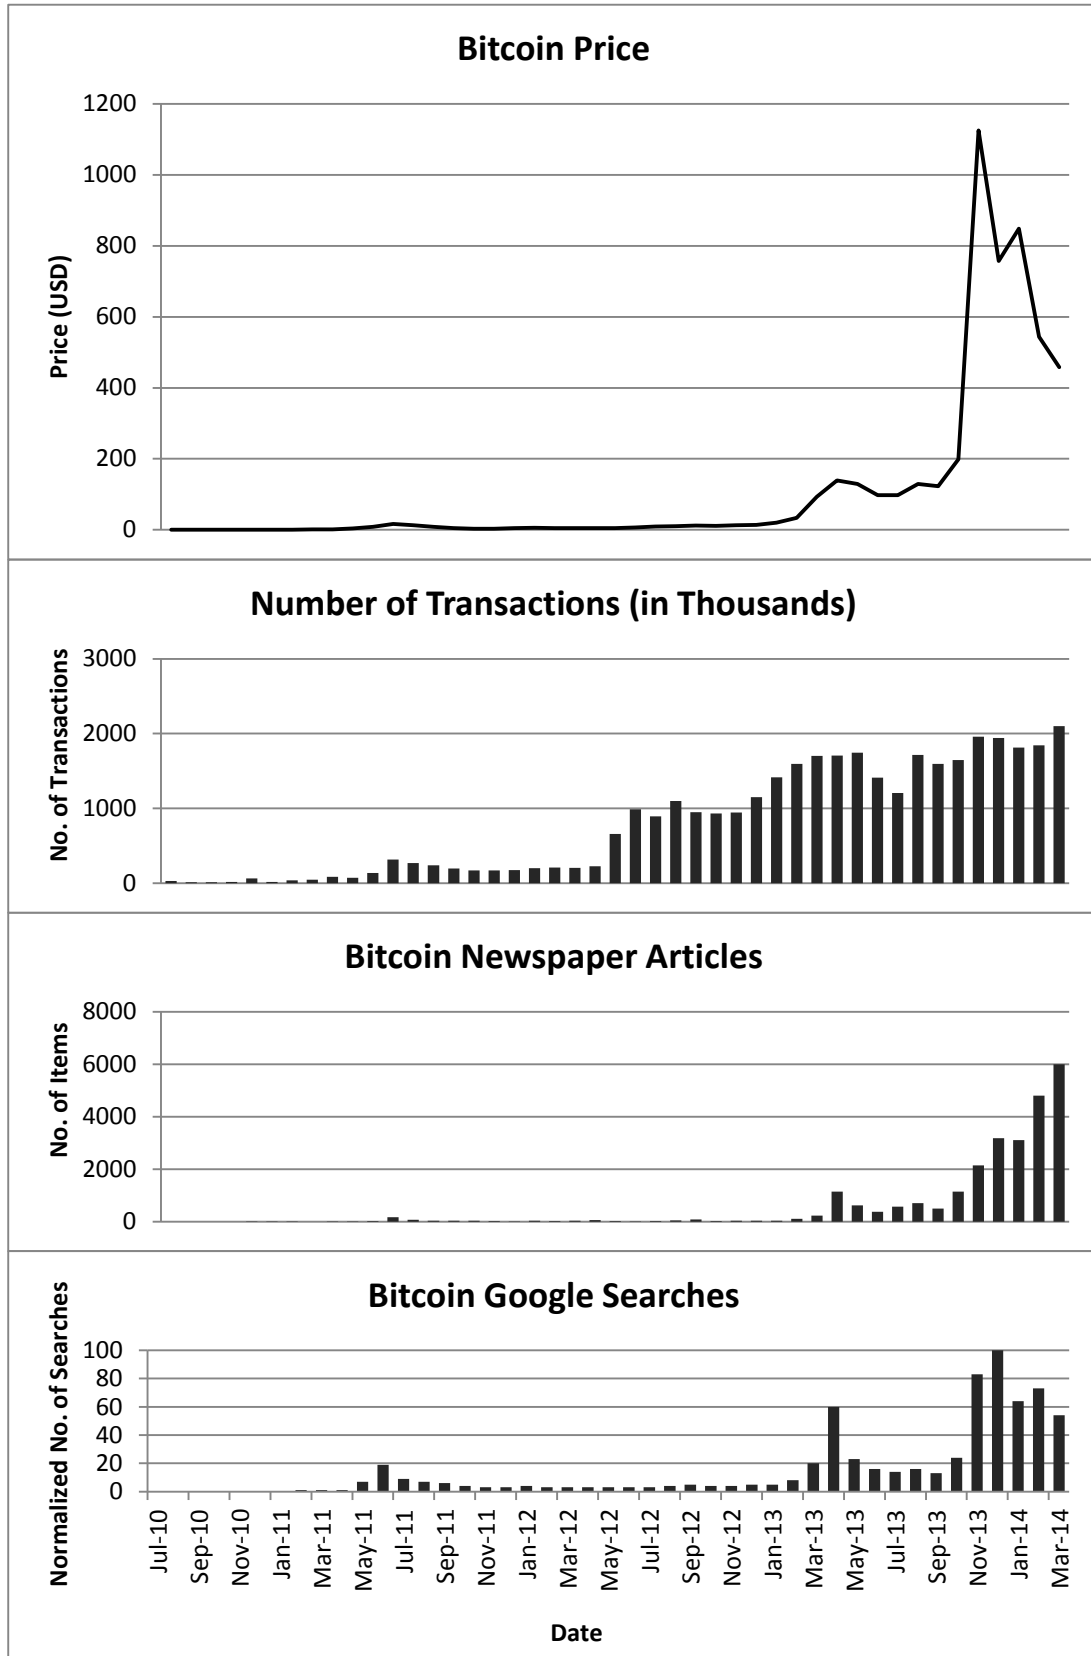 Bitcoin Price
Price (USD)
1200
1000
800
600
400
200
0
Number of Transactions (in Thousands)
No. of Transactions
3000
2000
1000
0
Bitcoin Newspaper Articles
No. of Items
8000
6000
4000
2000
0
Bitcoin Google Searches
Normalized No. of Searches
100
80
60
40
20
0
Jul-10
Sep-10
Nov-10
Jan-11
Mar-11
May-11
Jul-11
Sep-11
Nov-11
Jan-12
Mar-12
May-12
Jul-12
Sep-12
Nov-12
Jan-13
Mar-13
May-13
Jul-13
Sep-13
Nov-13
Jan-14
Mar-14
Date